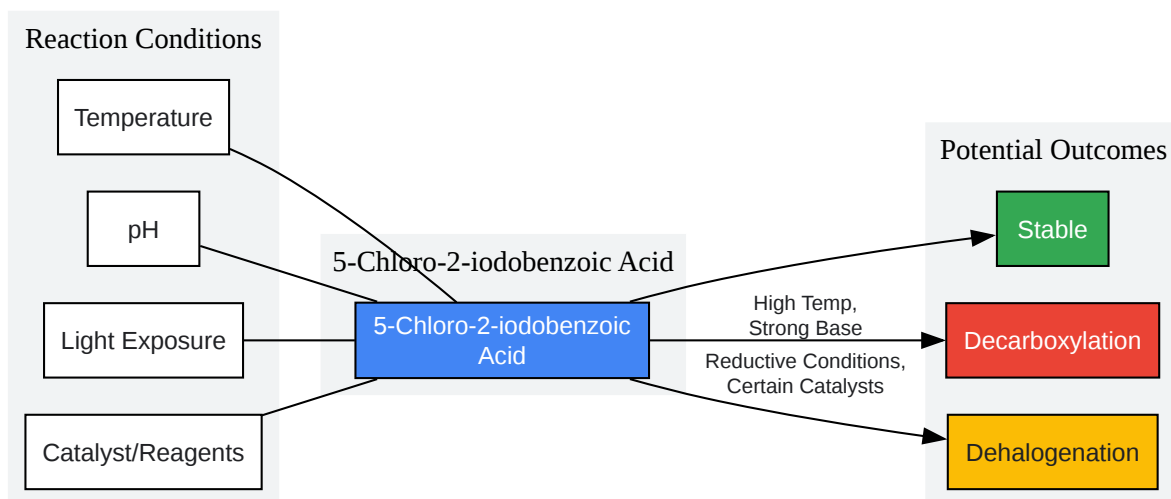 Reaction Conditions
Temperature
pH
Light Exposure
Catalyst/Reagents
5-Chloro-2-iodobenzoic Acid
5-Chloro-2-iodobenzoic
Acid
High Temp,
Strong Base
Reductive Conditions,
Certain Catalysts
Potential Outcomes
Stable
Decarboxylation
Dehalogenation